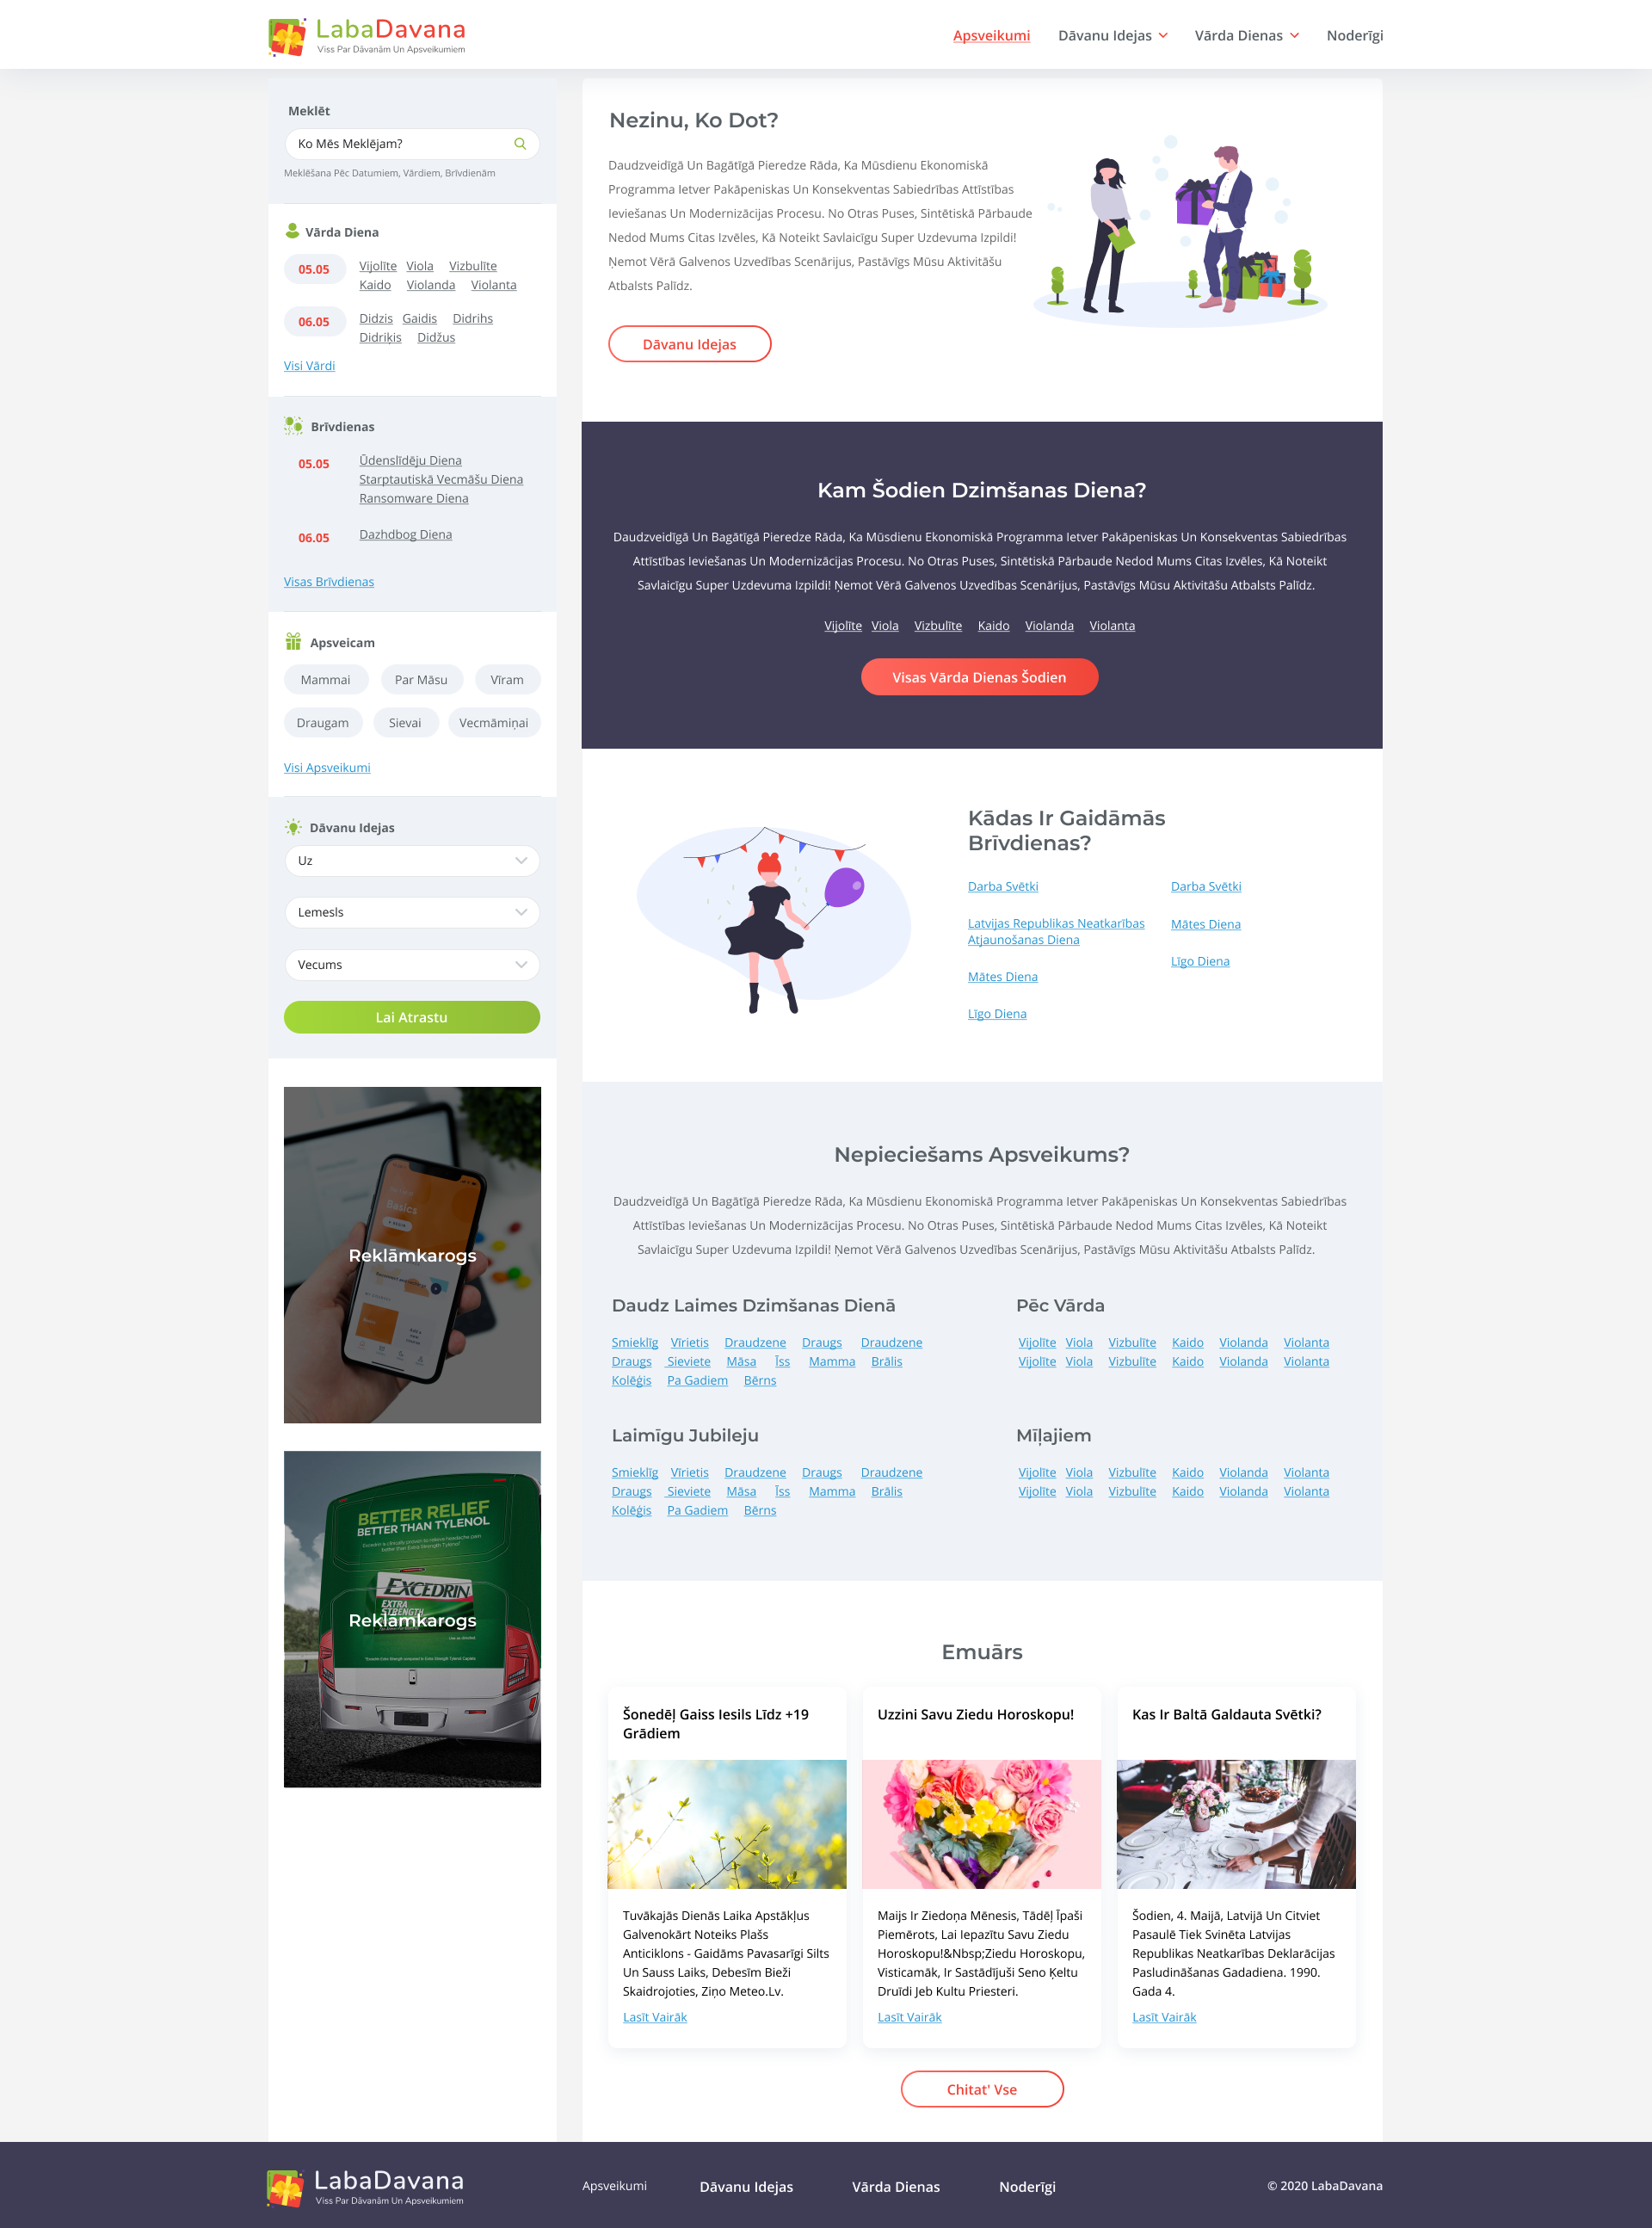 LabaDavana
Viss Par Dāvanām Un Apsveikumiem
Apsveikumi
Dāvanu Idejas
Vārda Dienas
Noderīgi
Meklēt
Ko Mēs Meklējam?
Meklēšana Pēc Datumiem, Vārdiem, Brīvdienām
Vārda Diena
05.05
Vijolīte Viola Vizbulīte
Kaido Violanda Violanta
06.05
Didzis Gaidis Didrihs
Didriķis Didžus
Visi Vārdi
Brīvdienas
05.05
Ūdenslīdēju Diena
Starptautiskā Vecmāšu Diena
Ransomware Diena
06.05
Dazhdbog Diena
Visas Brīvdienas
Apsveicam
Mammai
Par Māsu
Vīram
Draugam
Sievai
Vecmāmiņai
Visi Apsveikumi
Dāvanu Idejas
Uz
Lemesls
Vecums
Lai Atrastu
Basics
Reklāmkarogs
BETTER RELIEF
BETTER THAN TYLENOL
EXCEDRIN
EXTRA
STRENGTH
Reklāmkarogs
Nezinu, Ko Dot?
Daudzveidīgā Un Bagātīgā Pieredze Rāda, Ka Mūsdienu Ekonomiskā
Programma Ietver Pakāpeniskas Un Konsekventas Sabiedrības Attīstības
Ieviešanas Un Modernizācijas Procesu. No Otras Puses, Sintētiskā Pārbaude
Nedod Mums Citas Izvēles, Kā Noteikt Savlaicīgu Super Uzdevuma Izpildi!
Ņemot Vērā Galvenos Uzvedības Scenārijus, Pastāvīgs Mūsu Aktivitāšu
Atbalsts Palīdz.
Dāvanu Idejas
Kam Šodien Dzimšanas Diena?
Daudzveidīgā Un Bagātīgā Pieredze Rāda, Ka Mūsdienu Ekonomiskā Programma Ietver Pakāpeniskas Un Konsekventas Sabiedrības
Attīstības Ieviešanas Un Modernizācijas Procesu. No Otras Puses, Sintētiskā Pārbaude Nedod Mums Citas Izvēles, Kā Noteikt
Savlaicīgu Super Uzdevuma Izpildi! Ņemot Vērā Galvenos Uzvedības Scenārijus, Pastāvīgs Mūsu Aktivitāšu Atbalsts Palīdz.
Vijolīte Viola Vizbulīte Kaido Violanda Violanta
Visas Vārda Dienas Šodien
Kādas Ir Gaidāmās
Brīvdienas?
Darba Svētki
Latvijas Republikas Neatkarības
Atjaunošanas Diena
Mātes Diena
Līgo Diena
Darba Svētki
Mātes Diena
Līgo Diena
Nepieciešams Apsveikums?
Daudzveidīgā Un Bagātīgā Pieredze Rāda, Ka Mūsdienu Ekonomiskā Programma Ietver Pakāpeniskas Un Konsekventas Sabiedrības
Attīstības Ieviešanas Un Modernizācijas Procesu. No Otras Puses, Sintētiskā Pārbaude Nedod Mums Citas Izvēles, Kā Noteikt
Savlaicīgu Super Uzdevuma Izpildi! Ņemot Vērā Galvenos Uzvedības Scenārijus, Pastāvīgs Mūsu Aktivitāšu Atbalsts Palīdz.
Daudz Laimes Dzimšanas Dienā
Smieklīg Vīrietis Draudzene Draugs Draudzene
Draugs Sieviete Māsa Īss Mamma Brālis
Kolēģis Pa Gadiem Bērns
Pēc Vārda
Vijolīte Viola Vizbulīte Kaido Violanda Violanta
Vijolīte Viola Vizbulīte Kaido Violanda Violanta
Laimīgu Jubileju
Smieklīg Vīrietis Draudzene Draugs Draudzene
Draugs Sieviete Māsa Īss Mamma Brālis
Kolēģis Pa Gadiem Bērns
Mīļajiem
Vijolīte Viola Vizbulīte Kaido Violanda Violanta
Vijolīte Viola Vizbulīte Kaido Violanda Violanta
Emuārs
Šonedēļ Gaiss Iesils Līdz +19
Grādiem
Tuvākajās Dienās Laika Apstākļus
Galvenokārt Noteiks Plašs
Anticiklons - Gaidāms Pavasarīgi Silts
Un Sauss Laiks, Debesīm Bieži
Skaidrojoties, Ziņo Meteo.Lv.
Lasīt Vairāk
Uzzini Savu Ziedu Horoskopu!
Maijs Ir Ziedoņa Mēnesis, Tādēļ Īpaši
Piemērots, Lai Iepazītu Savu Ziedu
Horoskopu!&Nbsp;Ziedu Horoskopu,
Visticamāk, Ir Sastādījuši Seno Ķeltu
Druīdi Jeb Kultu Priesteri.
Lasīt Vairāk
Kas Ir Baltā Galdauta Svētki?
Šodien, 4. Maijā, Latvijā Un Citviet
Pasaulē Tiek Svinēta Latvijas
Republikas Neatkarības Deklarācijas
Pasludināšanas Gadadiena. 1990.
Gada 4.
Lasīt Vairāk
Chitat' Vse
LabaDavana
Viss Par Dāvanām Un Apsveikumiem
Apsveikumi
Dāvanu Idejas
Vārda Dienas
Noderīgi
© 2020 LabaDavana